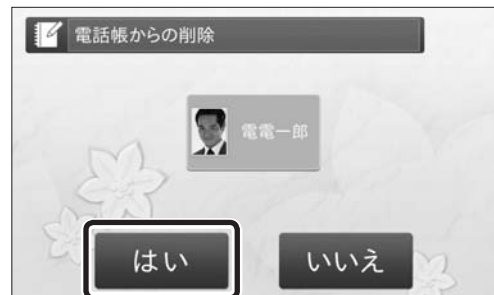 電話帳からの削除
電電一郎
はい
いいえ